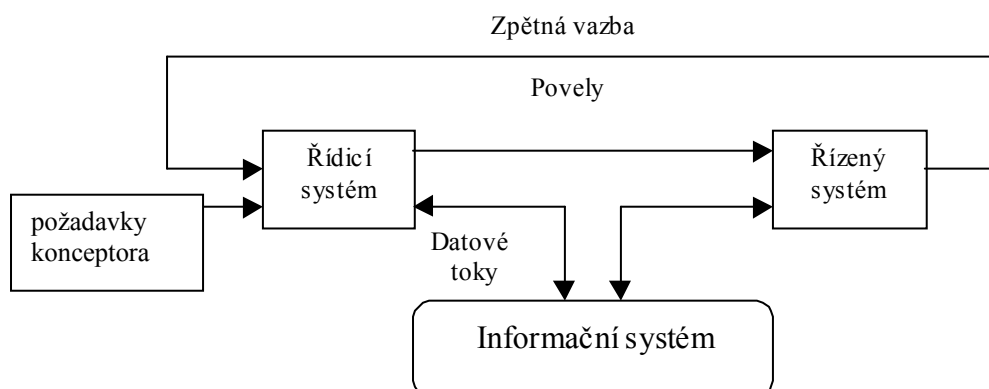 Zpětná vazba
Povely
Řídicí
systém
Řízený
systém
požadavky
konceptora
Datové
toky
Informační systém